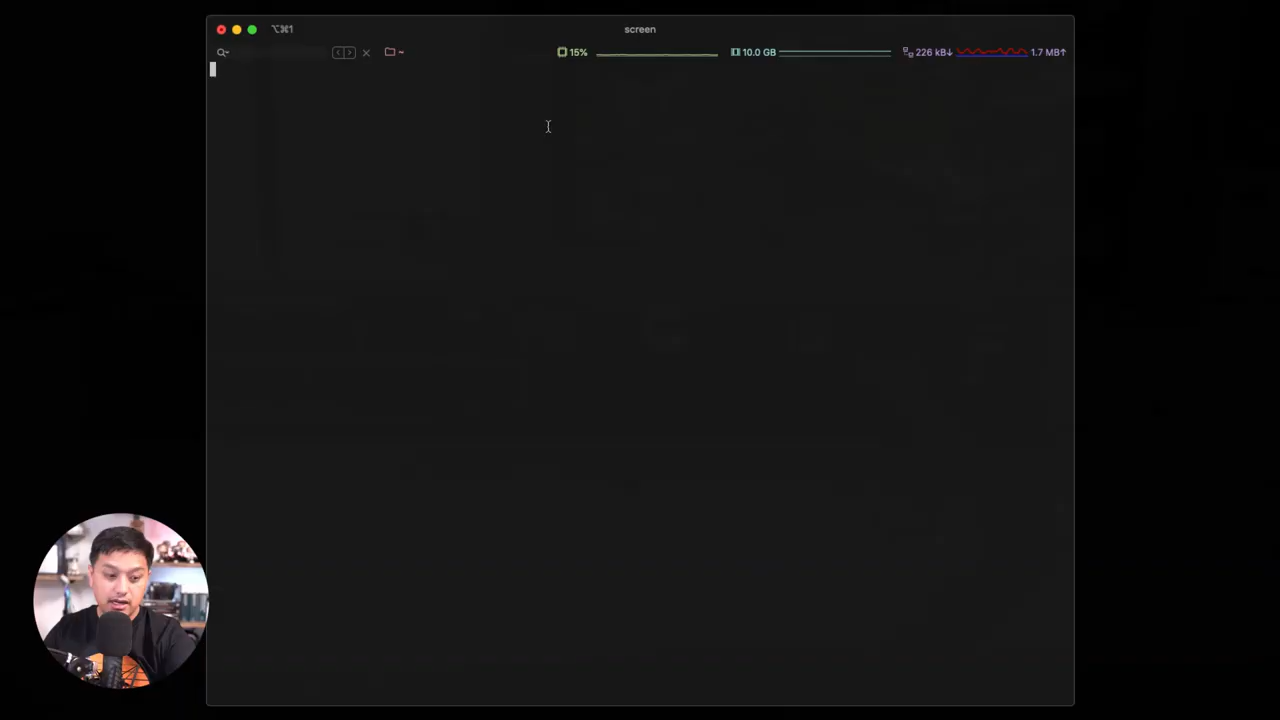 ⌥⌘1
screen
~
15%
10.0 GB
226 kB↓
1.7 MB↑